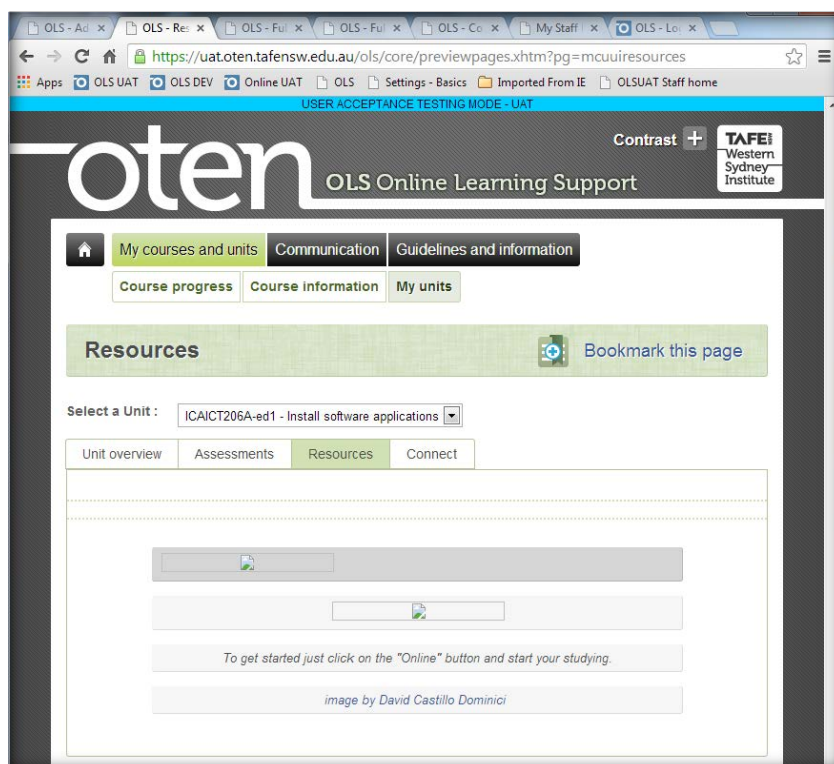 OLS - Ad
OLS - Res
OLS - Ful
OLS - Ful
OLS - Co
My Staff
OLS - Lo
https://uat.oten.tafensw.edu.au/ols/core/previewpages.xhtm?pg=mcuuiresources
Apps OLS UAT OLS DEV Online UAT OLS Settings - Basics Imported From IE OLSUAT Staff home
USER ACCEPTANCE TESTING MODE - UAT
Contrast +
TAFE
Western
Sydney
Institute
oten
OLS Online Learning Support
My courses and units Communication Guidelines and information
Course progress Course information My units
Resources
Bookmark this page
Select a Unit : ICAICT206A-ed1 - Install software applications
Unit overview Assessments Resources Connect
To get started just click on the "Online" button and start your studying.
image by David Castillo Dominici